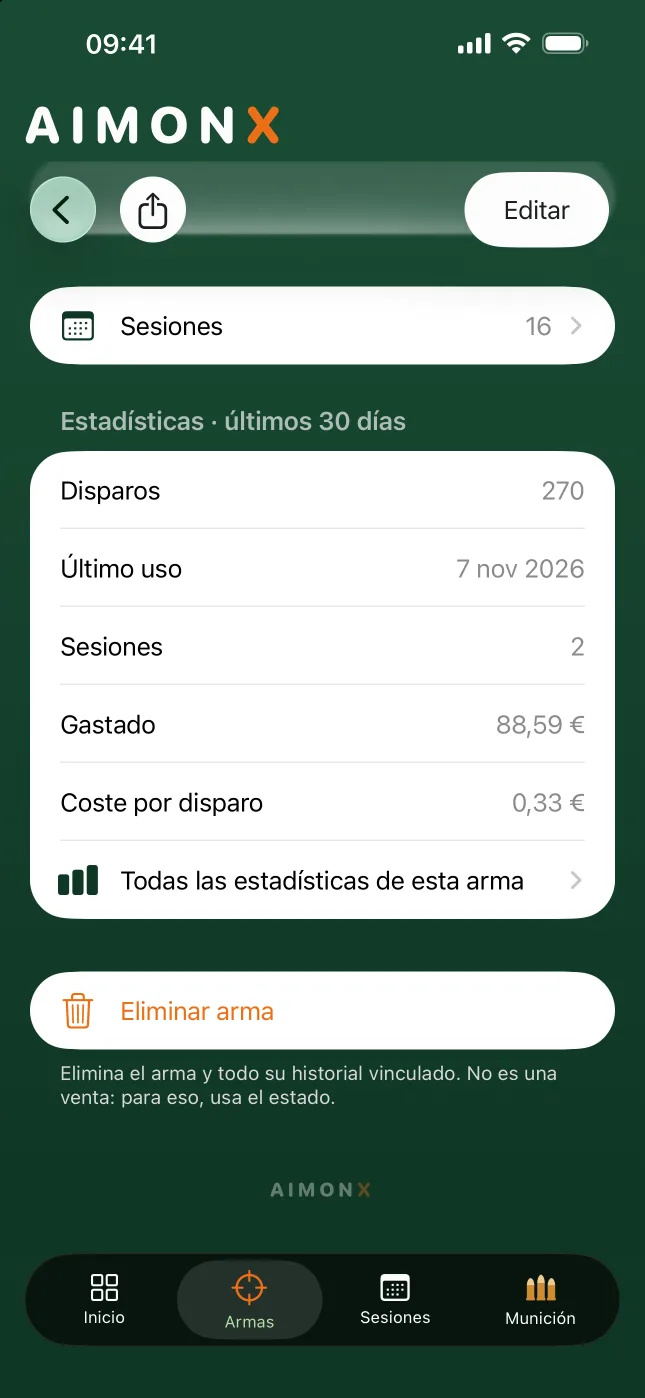 09:41
AIMONX
Editar
Sesiones 16
Estadísticas · últimos 30 días
Disparos 270
Último uso 7 nov 2026
Sesiones 2
Gastado 88,59 €
Coste por disparo 0,33 €
Todas las estadísticas de esta arma
Eliminar arma
Elimina el arma y todo su historial vinculado. No es una
venta: para eso, usa el estado.
AIMONX
Inicio Armas Sesiones Munición